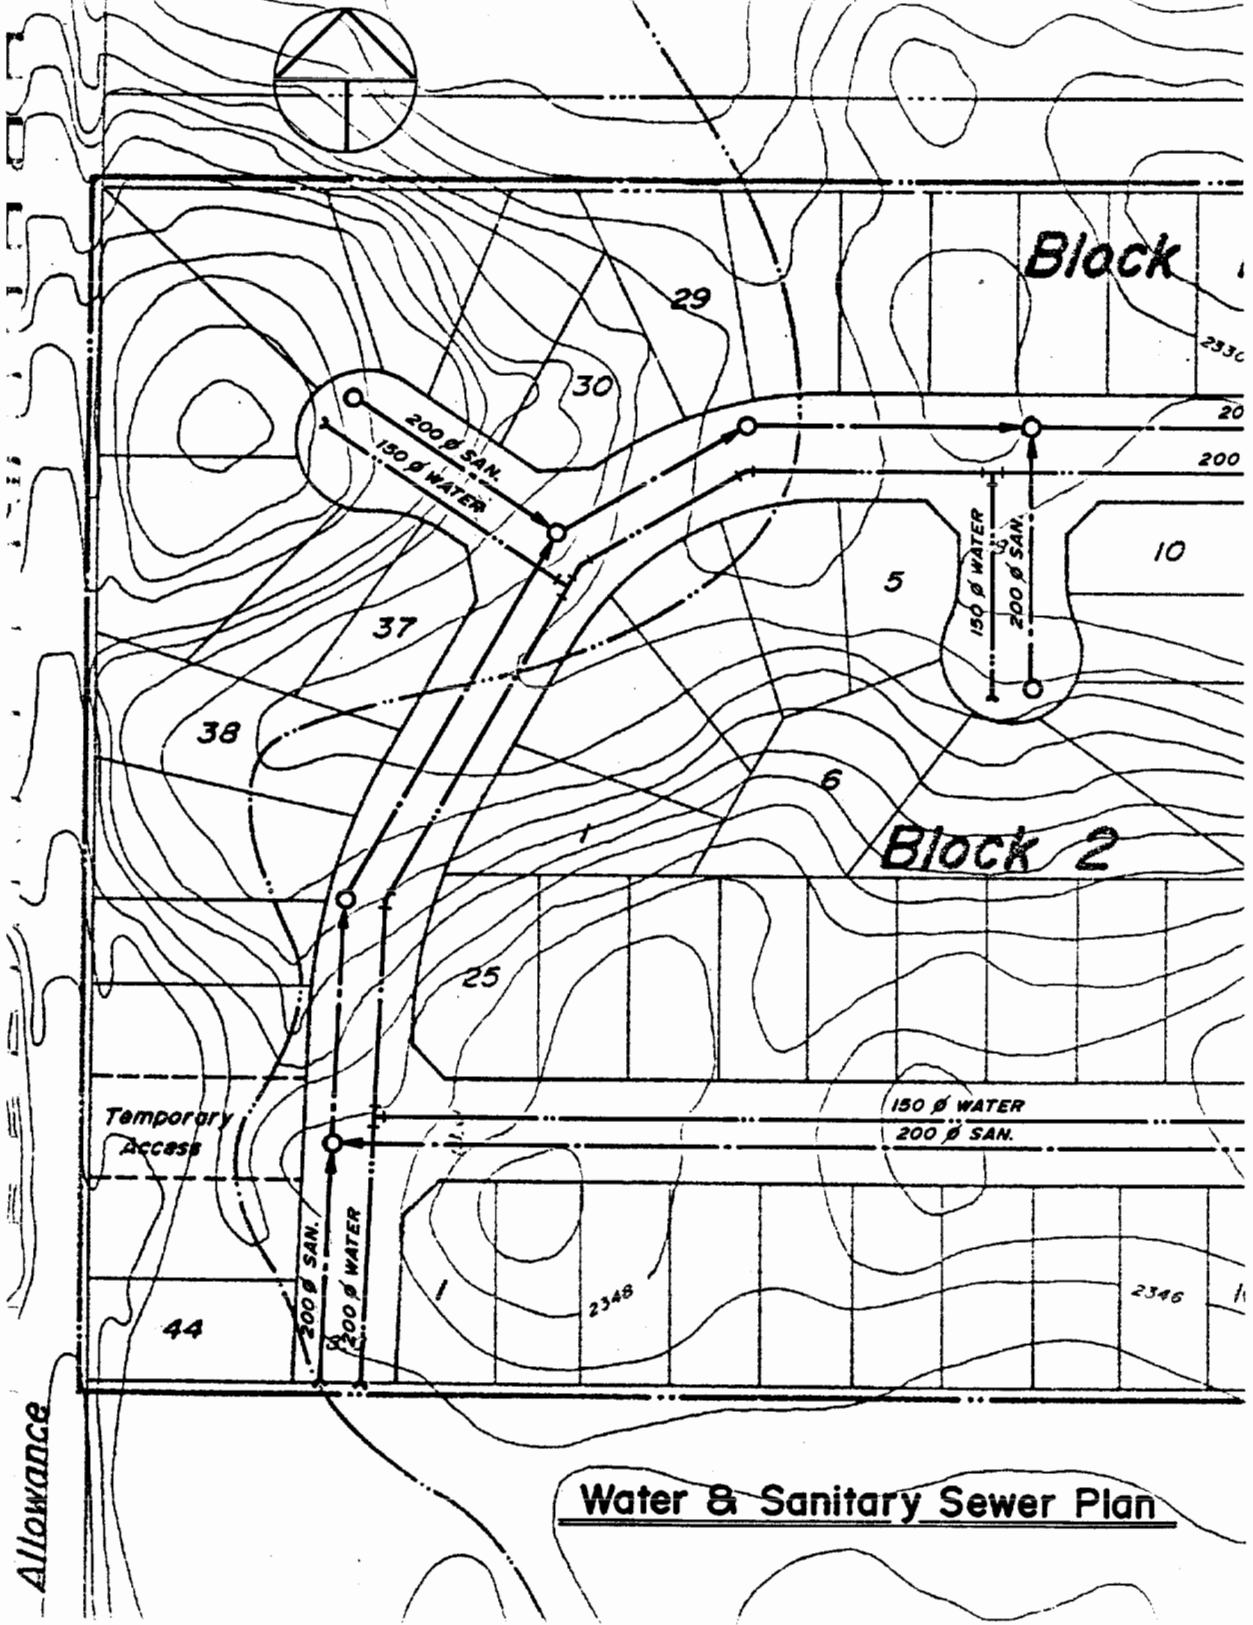 Block
29
2330
30
20
200 Ø SAN.
150 Ø WATER
200
150 Ø WATER
200 Ø SAN.
10
5
37
38
6
1
Block 2
25
150 Ø WATER
200 Ø SAN.
Temporary
Access
200 Ø SAN.
200 Ø WATER
1
2348
2346
44
Allowance
Water & Sanitary Sewer Plan